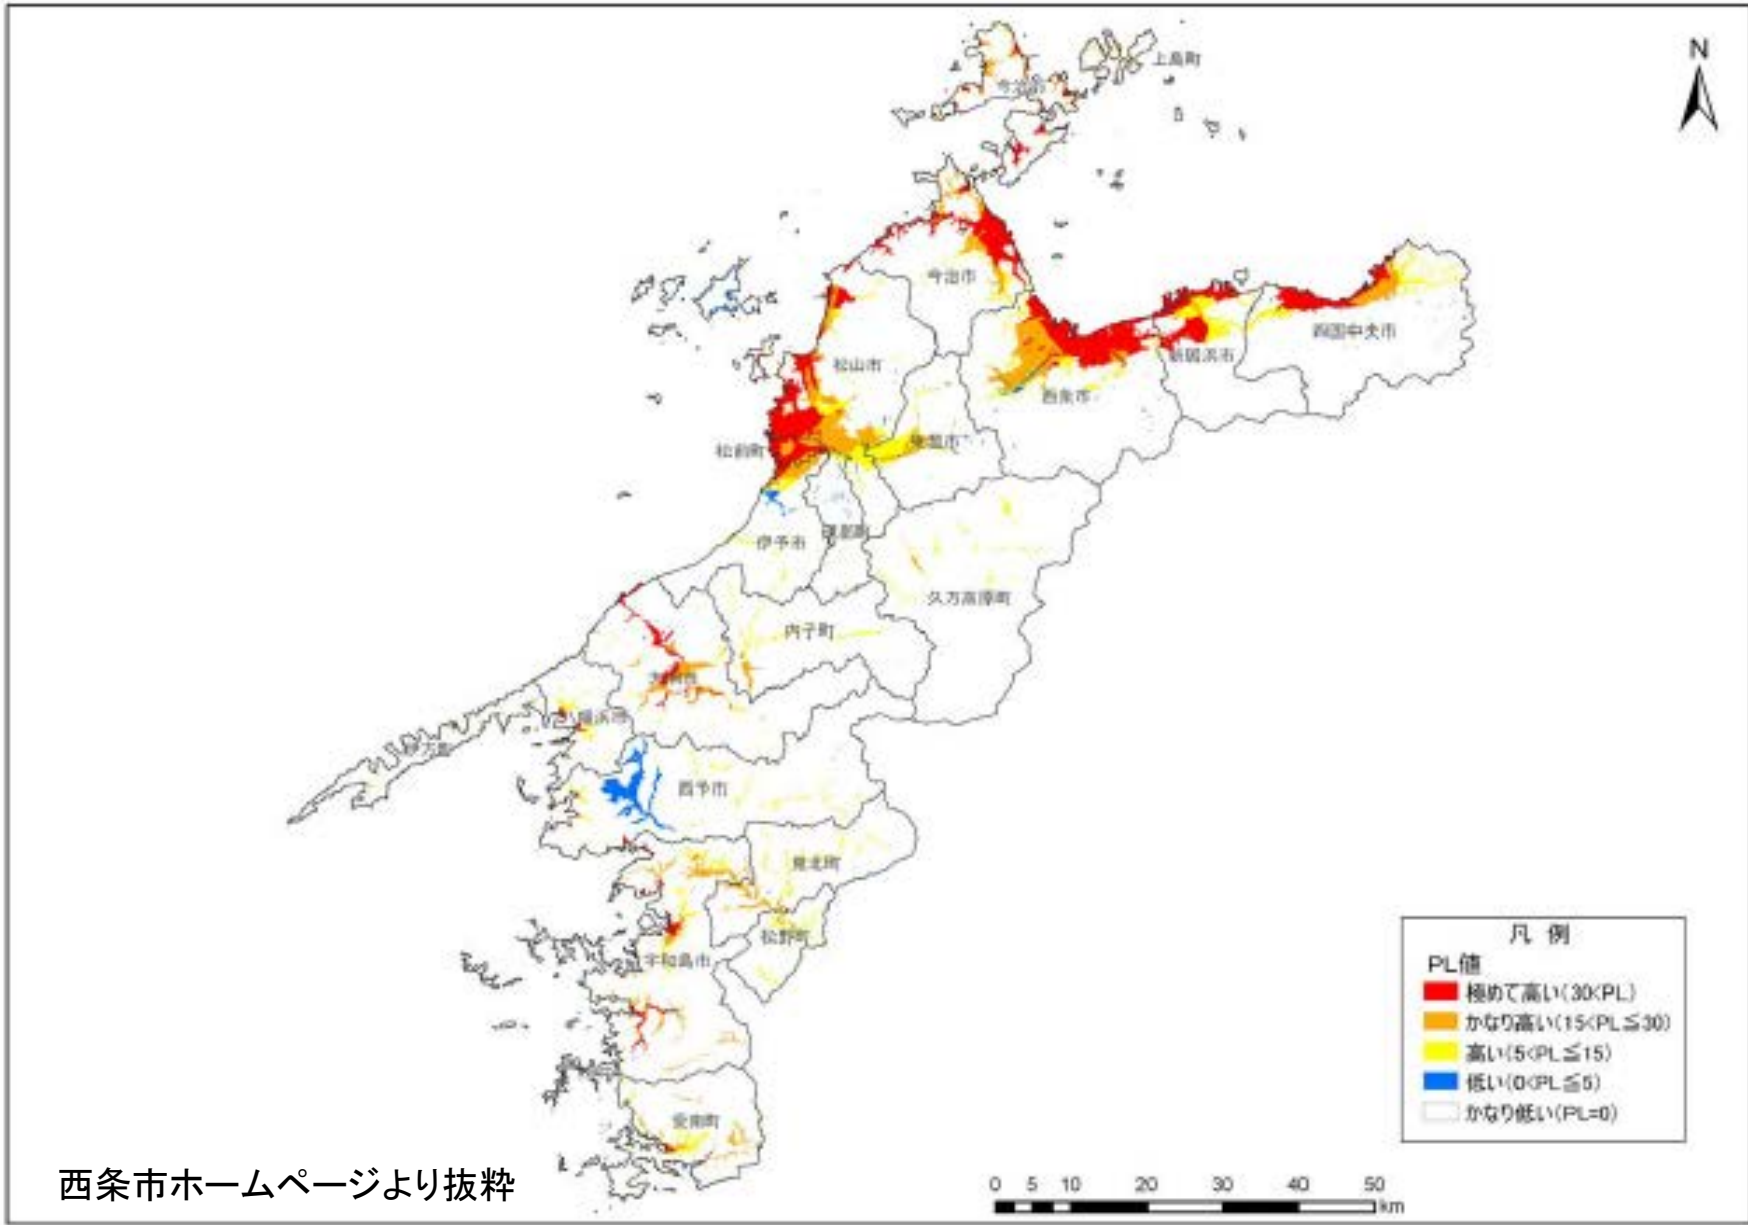 N
上島町
今治市
今治市
四国中央市
新居浜市
松山市
西条市
東温市
松前町
砥部町
伊予市
久万高原町
内子町
大洲市
八幡浜市
伊方町
西予市
鬼北町
松野町
宇和島市
愛南町
凡 例
PL値
極めて高い(30<PL)
かなり高い(15<PL≦30)
高い(5<PL≦15)
低い(0<PL≦5)
かなり低い(PL=0)
西条市ホームページより抜粋
0 5 10 20 30 40 50
km